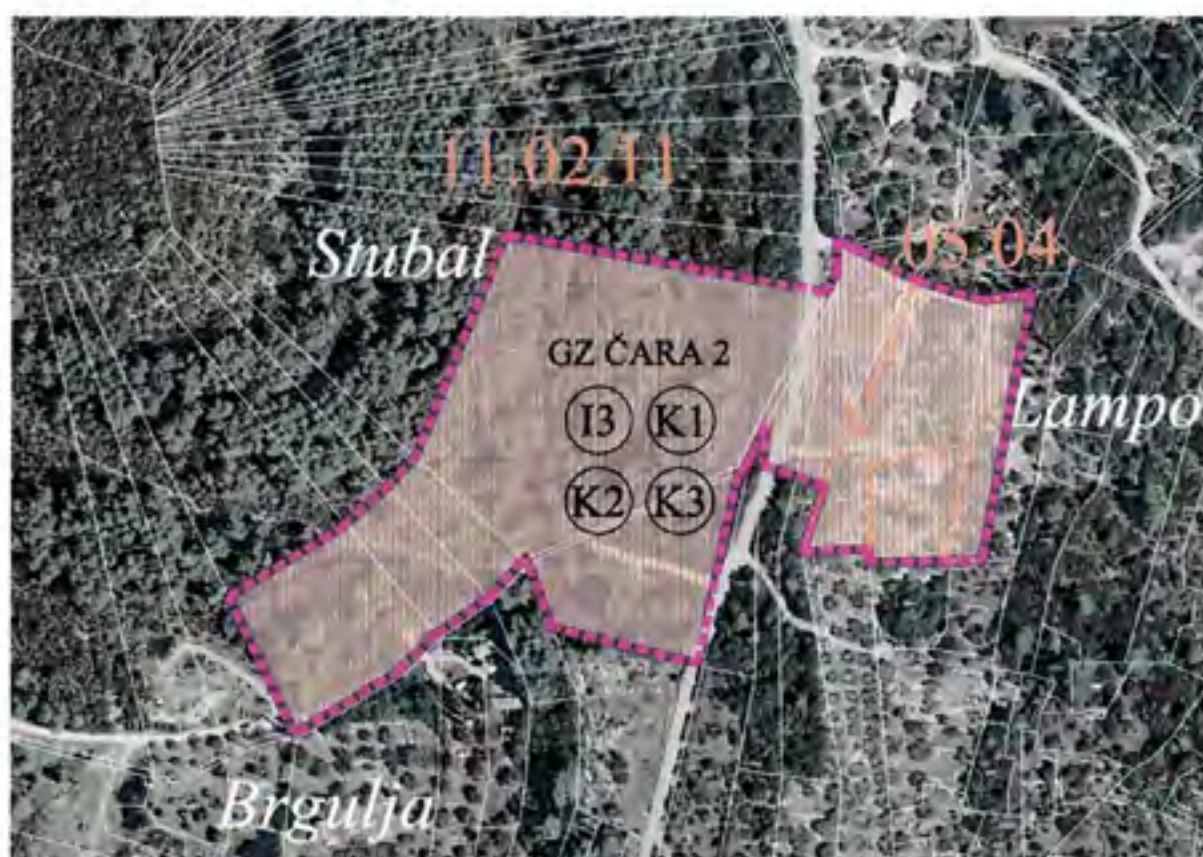 11.02.11
05.04.
Stubal
GZ ČARA 2
I3 K1
K2 K3
Lampo
Brgulja